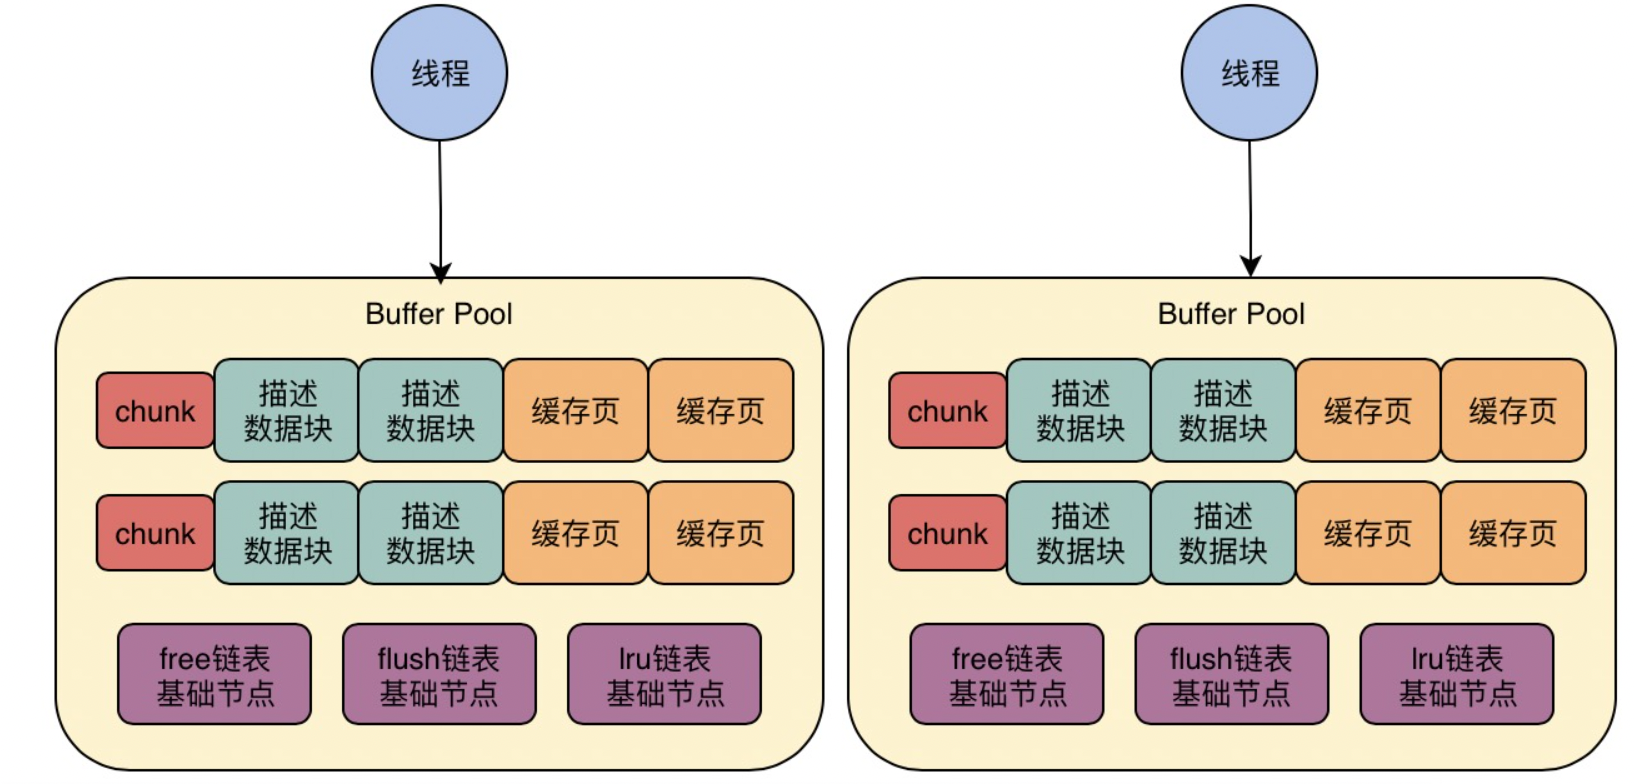 线程
线程
Buffer Pool
chunk
描述
数据块
描述
数据块
缓存页
缓存页
chunk
描述
数据块
描述
数据块
缓存页
缓存页
free链表
基础节点
flush链表
基础节点
lru链表
基础节点
Buffer Pool
chunk
描述
数据块
描述
数据块
缓存页
缓存页
chunk
描述
数据块
描述
数据块
缓存页
缓存页
free链表
基础节点
flush链表
基础节点
lru链表
基础节点